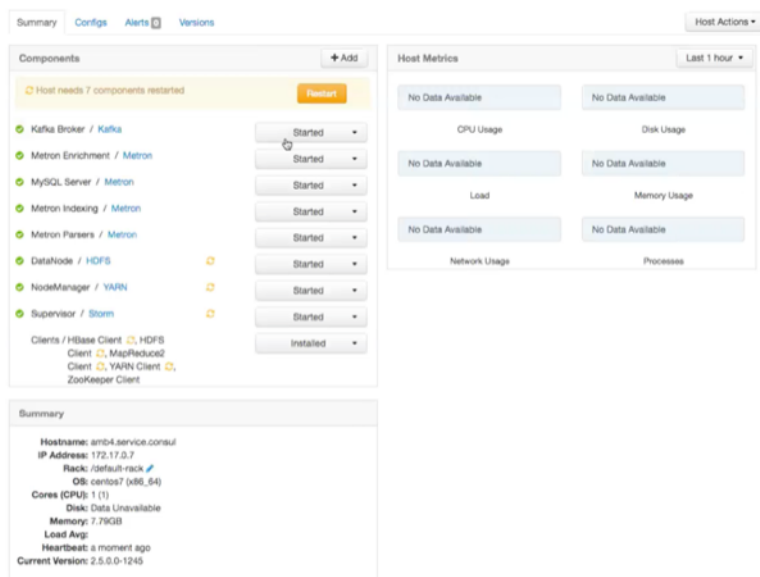 Summary Configs Alerts 0 Versions Host Actions
Components + Add
Host needs 7 components restarted Restart
Kafka Broker / Kafka Started
Metron Enrichment / Metron Started
MySQL Server / Metron Started
Metron Indexing / Metron Started
Metron Parsers / Metron Started
DataNode / HDFS Started
NodeManager / YARN Started
Supervisor / Storm Started
Clients / HBase Client , HDFS Installed
Client , MapReduce2
Client , YARN Client ,
ZooKeeper Client
Host Metrics Last 1 hour
No Data Available No Data Available
CPU Usage Disk Usage
No Data Available No Data Available
Load Memory Usage
No Data Available No Data Available
Network Usage Processes
Summary
Hostname: amb4.service.consul
IP Address: 172.17.0.7
Rack: /default-rack
OS: centos7 (x86_64)
Cores (CPU): 1 (1)
Disk: Data Unavailable
Memory: 7.79GB
Load Avg:
Heartbeat: a moment ago
Current Version: 2.5.0.0-1245